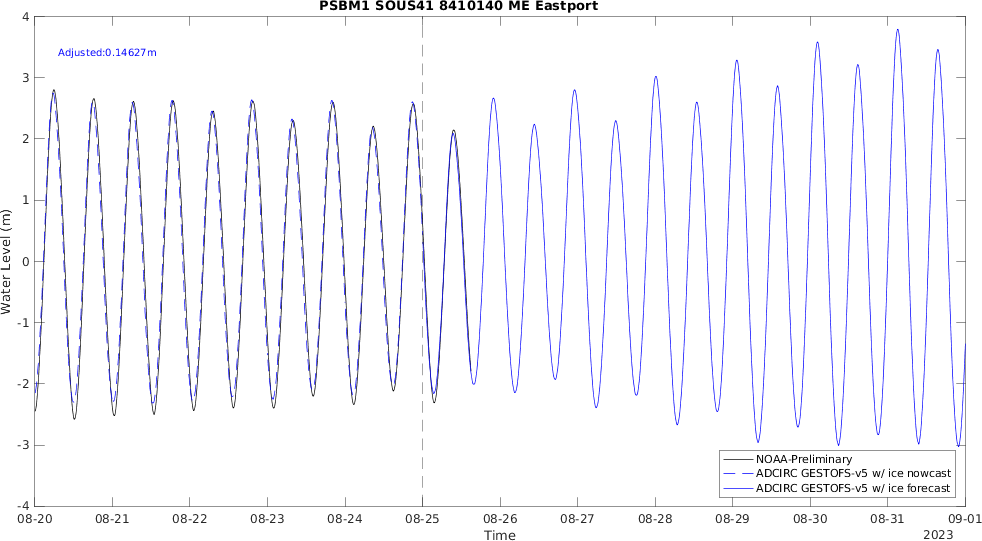 PSBM1 SOUS41 8410140 ME Eastport
Adjusted:0.14627m
4
3
2
1
0
-1
-2
-3
-4
Water Level (m)
NOAA-Preliminary
ADCIRC GESTOFS-v5 w/ ice nowcast
ADCIRC GESTOFS-v5 w/ ice forecast
08-20 08-21 08-22 08-23 08-24 08-25 08-26 08-27 08-28 08-29 08-30 08-31 09-01
Time
2023